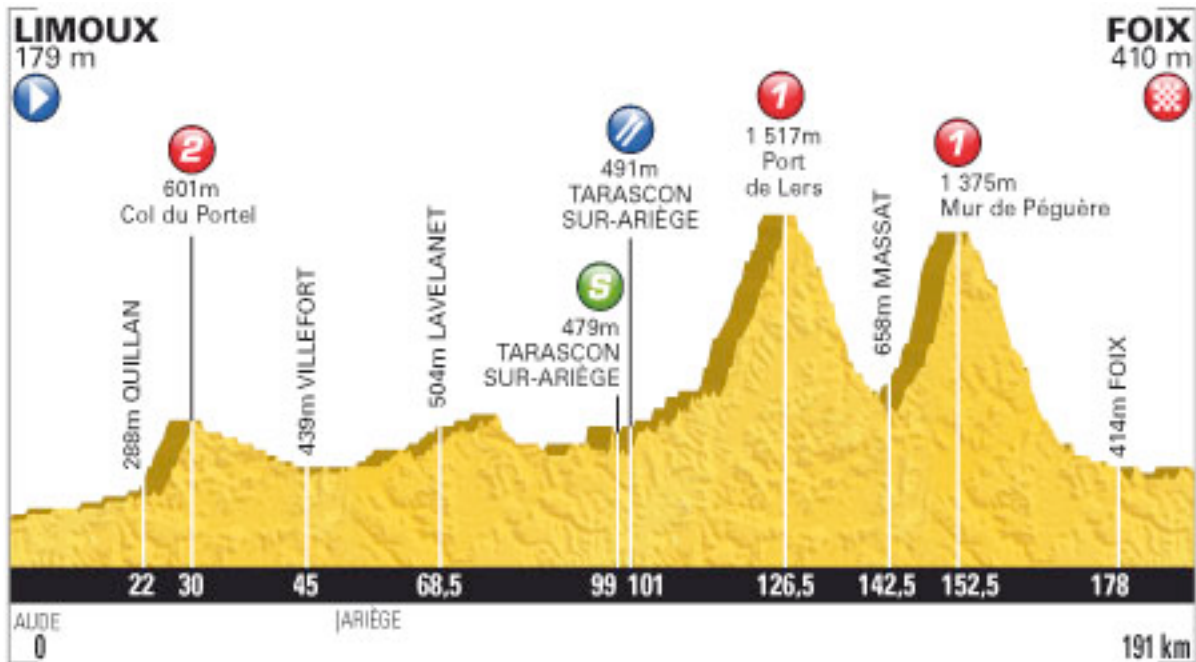 LIMOUX
179 m
FOIX
410 m
2
601m
Col du Portel
491m
TARASCON
SUR-ARIÈGE
1
1 517m
Port
de Lers
1
1 375m
Mur de Péguère
S
479m
TARASCON
SUR-ARIÈGE
288m QUILLAN
439m VILLEFORT
504m LAVELANET
658m MASSAT
414m FOIX
22 30 45 68,5 99 101 126,5 142,5 152,5 178
AUDE |ARIÈGE
0 191 km